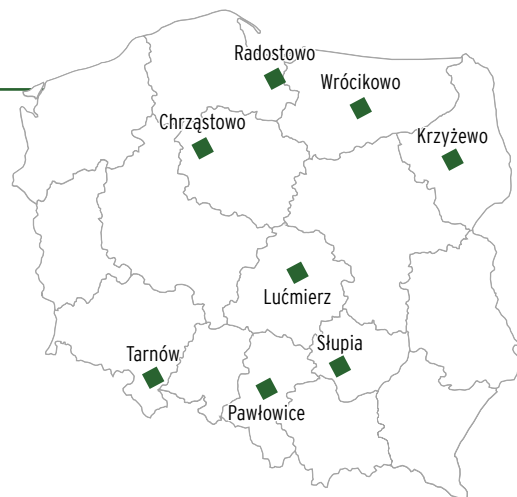 Radostowo
Wrócikowo
Chrząstowo
Krzyżewo
Lućmierz
Słupia
Tarnów
Pawłowice